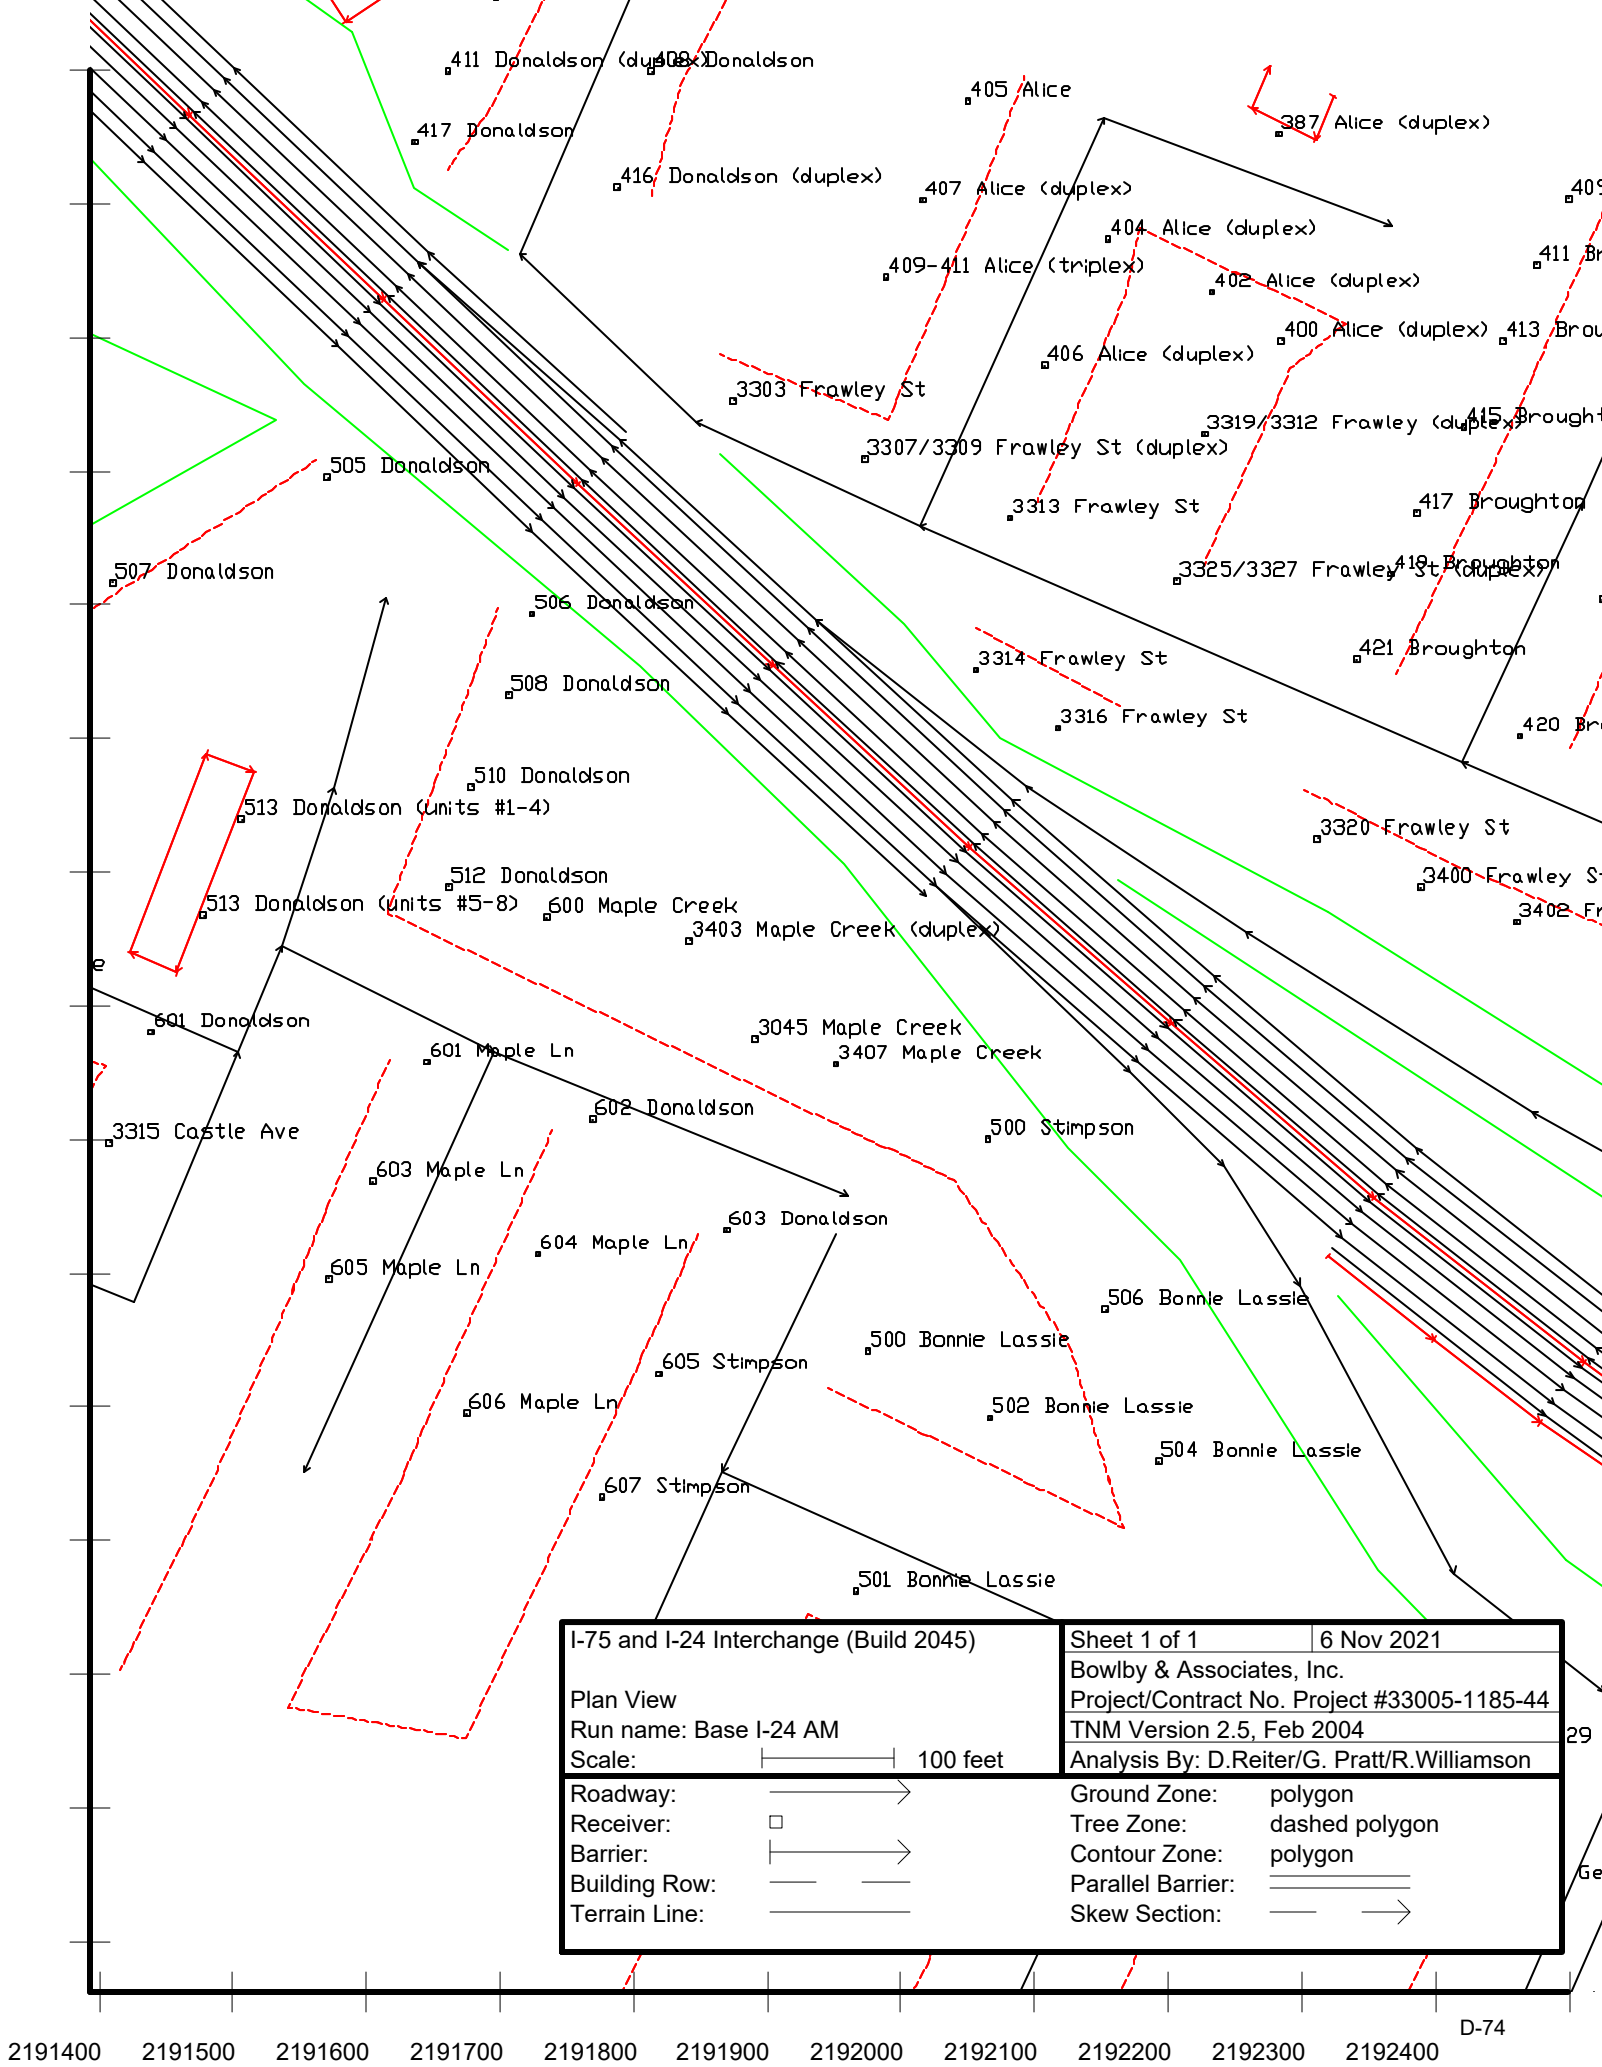 411 Donaldson (duplex)
408 Donaldson
405 Alice
387 Alice (duplex)
417 Donaldson
416 Donaldson (duplex)
407 Alice (duplex)
409
404 Alice (duplex)
411 Br
409-411 Alice (triplex)
402 Alice (duplex)
400 Alice (duplex)
413 Brou
406 Alice (duplex)
3303 Frawley St
3319/3312 Frawley (duplex)
415 Brought
3307/3309 Frawley St (duplex)
505 Donaldson
417 Broughton
3313 Frawley St
507 Donaldson
3325/3327 Frawley St (duplex)
419 Broughton
506 Donaldson
421 Broughton
3314 Frawley St
508 Donaldson
3316 Frawley St
420 Bro
510 Donaldson
513 Donaldson (units #1-4)
3320 Frawley St
512 Donaldson
3400 Frawley St
513 Donaldson (units #5-8)
600 Maple Creek
3402 Fr
3403 Maple Creek (duplex)
e
601 Donaldson
3045 Maple Creek
601 Maple Ln
3407 Maple Creek
602 Donaldson
3315 Castle Ave
500 Stimpson
603 Maple Ln
603 Donaldson
604 Maple Ln
605 Maple Ln
506 Bonnie Lassie
500 Bonnie Lassie
605 Stimpson
606 Maple Ln
502 Bonnie Lassie
504 Bonnie Lassie
607 Stimpson
501 Bonnie Lassie
I-75 and I-24 Interchange (Build 2045)
Sheet 1 of 1
6 Nov 2021
Bowlby & Associates, Inc.
Plan View
Project/Contract No. Project #33005-1185-44
Run name: Base I-24 AM
TNM Version 2.5, Feb 2004
29
Scale:
100 feet
Analysis By: D.Reiter/G. Pratt/R.Williamson
Roadway:
Ground Zone: polygon
Receiver:
Tree Zone: dashed polygon
Barrier:
Contour Zone: polygon
Building Row:
Parallel Barrier:
Ge
Terrain Line:
Skew Section:
D-74
2191400 2191500 2191600 2191700 2191800 2191900 2192000 2192100 2192200 2192300 2192400